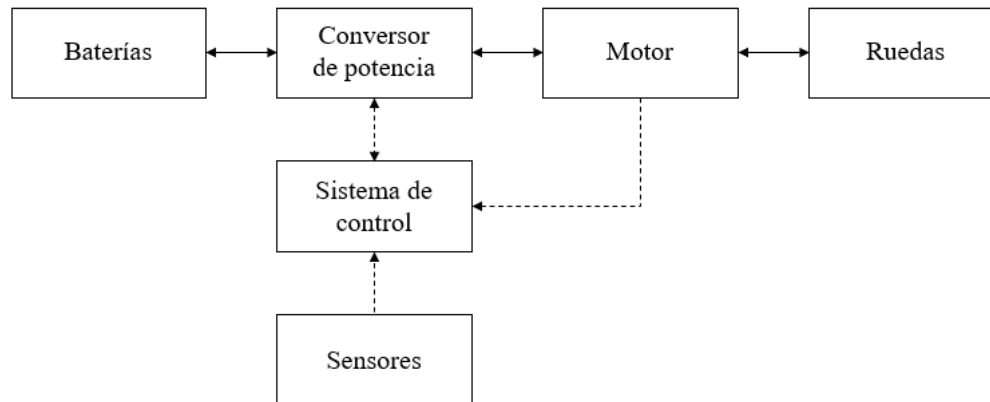 Baterías
Conversor
de potencia
Motor
Ruedas
Sistema de
control
Sensores